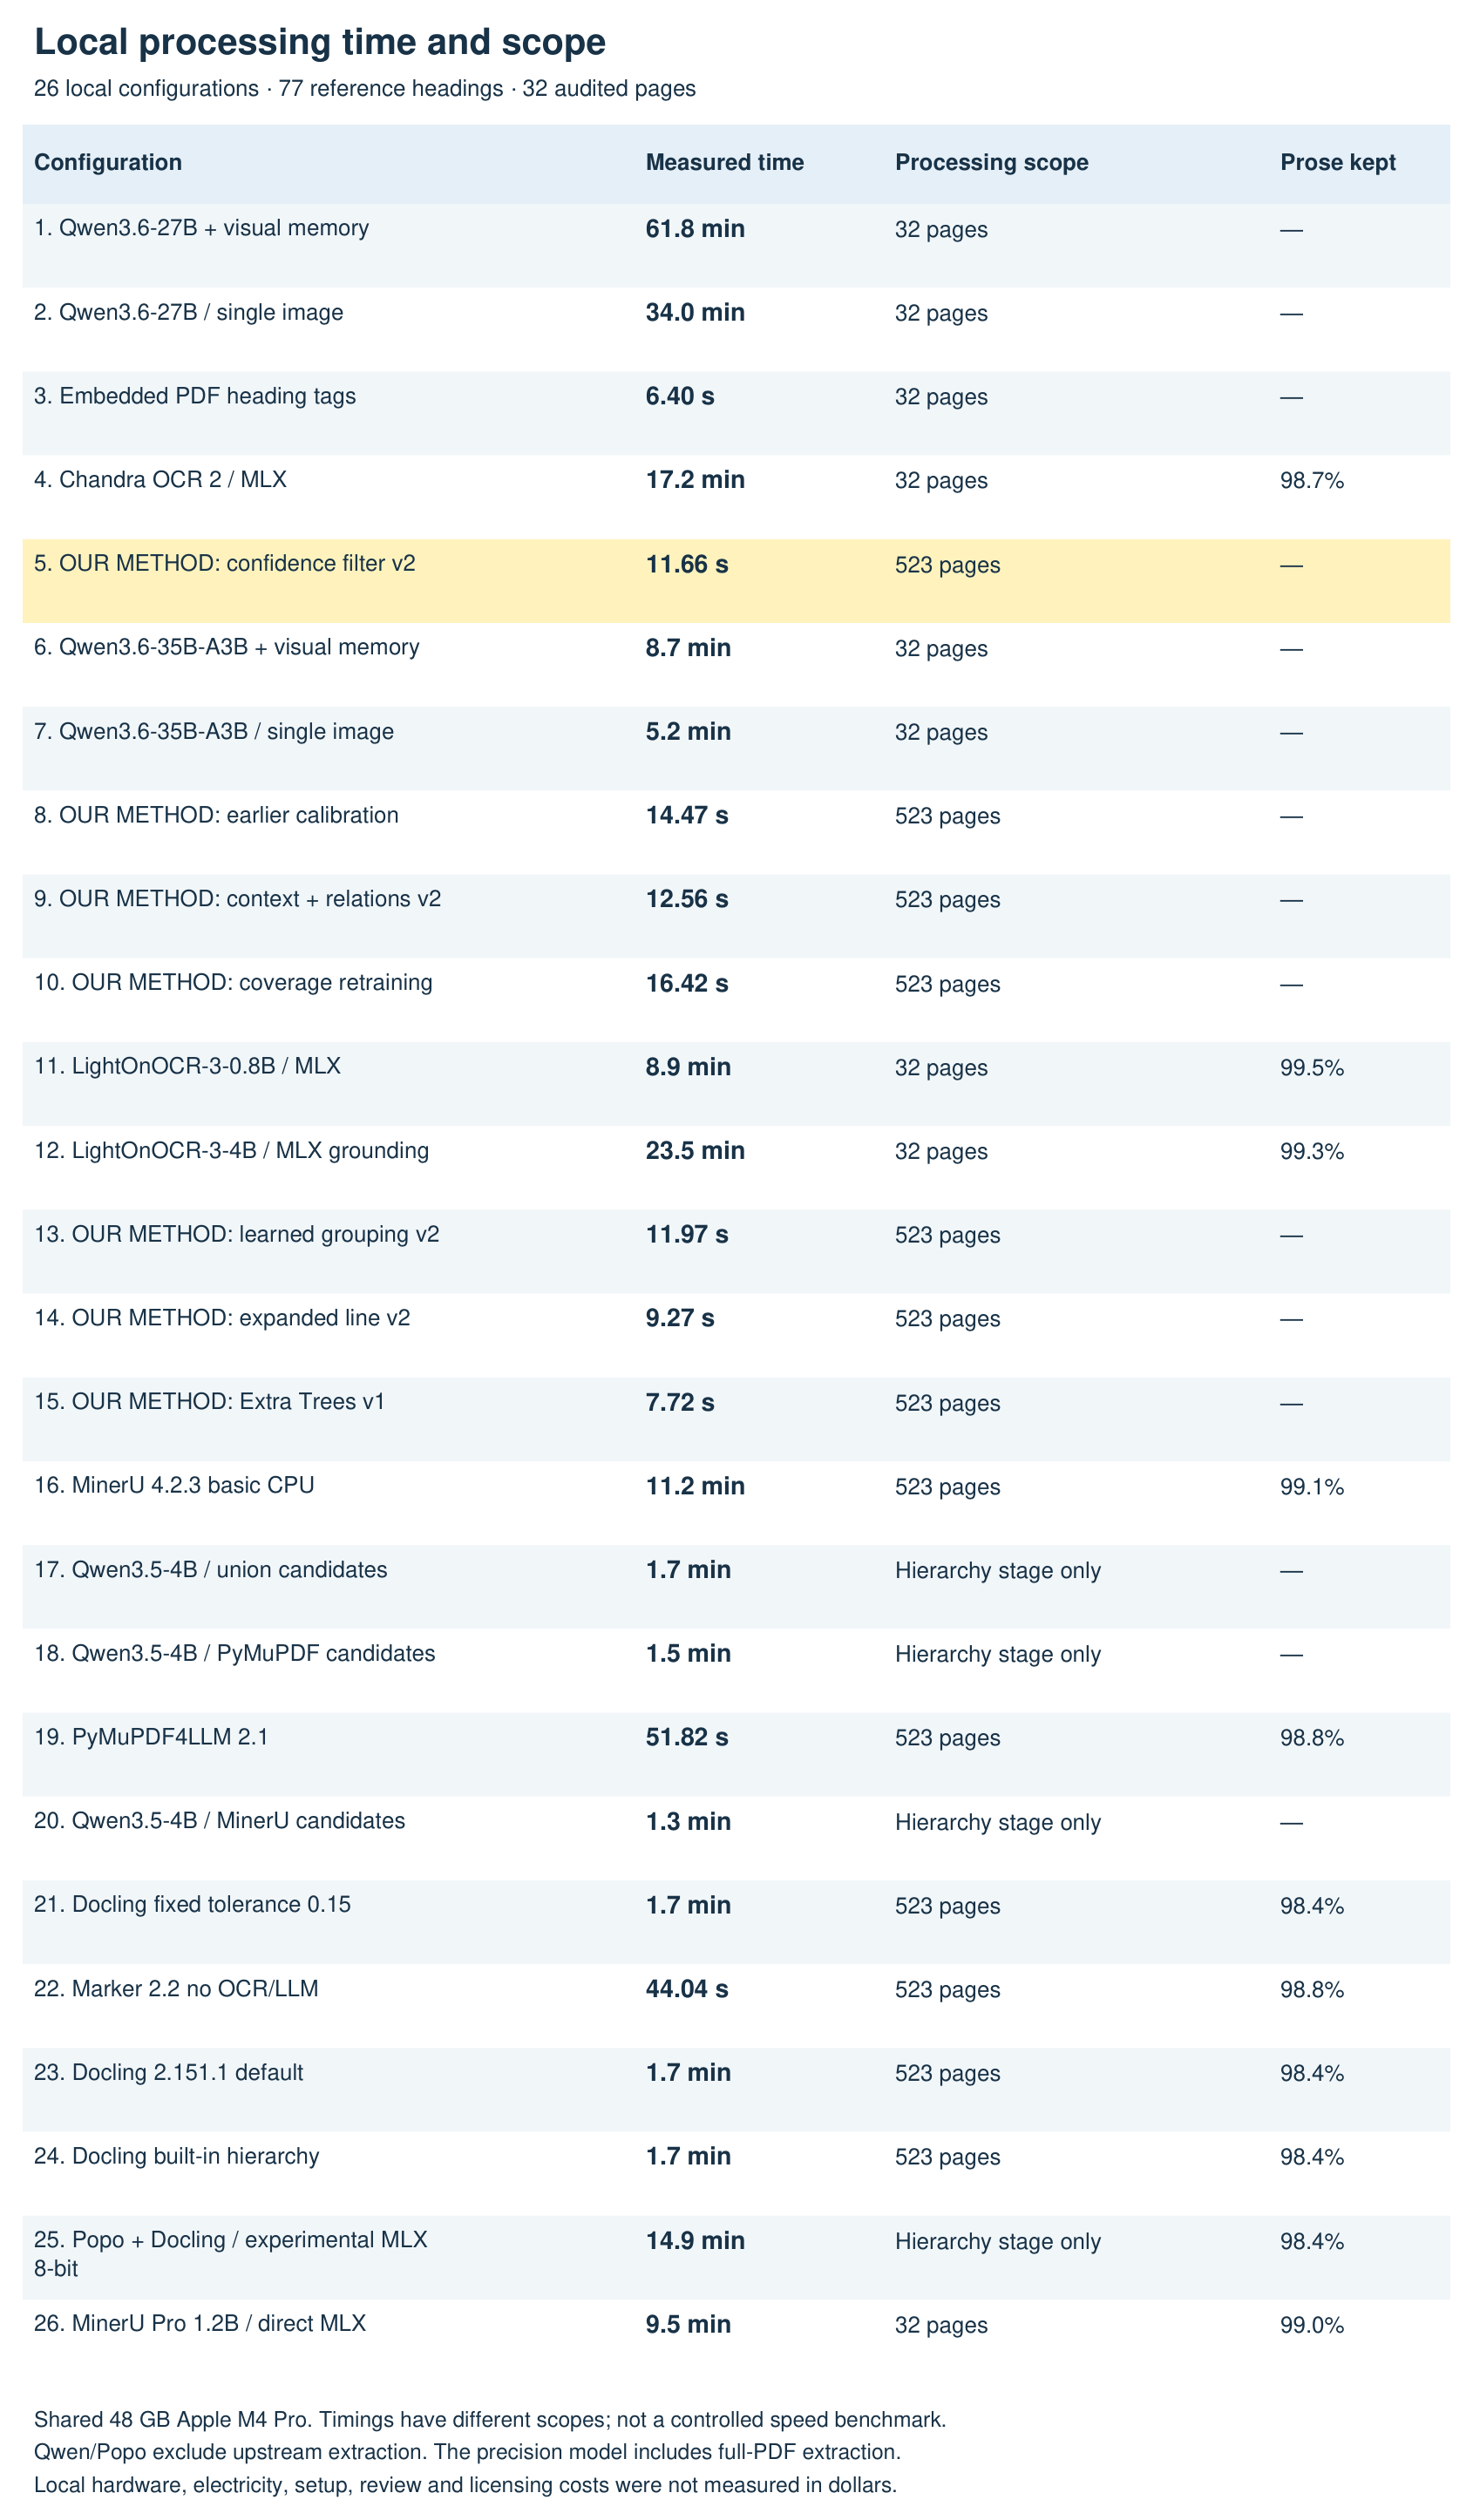 Local processing time and scope
26 local configurations · 77 reference headings · 32 audited pages
Configuration Measured time Processing scope Prose kept
1. Qwen3.6-27B + visual memory 61.8 min 32 pages —
2. Qwen3.6-27B / single image 34.0 min 32 pages —
3. Embedded PDF heading tags 6.40 s 32 pages —
4. Chandra OCR 2 / MLX 17.2 min 32 pages 98.7%
5. OUR METHOD: confidence filter v2 11.66 s 523 pages —
6. Qwen3.6-35B-A3B + visual memory 8.7 min 32 pages —
7. Qwen3.6-35B-A3B / single image 5.2 min 32 pages —
8. OUR METHOD: earlier calibration 14.47 s 523 pages —
9. OUR METHOD: context + relations v2 12.56 s 523 pages —
10. OUR METHOD: coverage retraining 16.42 s 523 pages —
11. LightOnOCR-3-0.8B / MLX 8.9 min 32 pages 99.5%
12. LightOnOCR-3-4B / MLX grounding 23.5 min 32 pages 99.3%
13. OUR METHOD: learned grouping v2 11.97 s 523 pages —
14. OUR METHOD: expanded line v2 9.27 s 523 pages —
15. OUR METHOD: Extra Trees v1 7.72 s 523 pages —
16. MinerU 4.2.3 basic CPU 11.2 min 523 pages 99.1%
17. Qwen3.5-4B / union candidates 1.7 min Hierarchy stage only —
18. Qwen3.5-4B / PyMuPDF candidates 1.5 min Hierarchy stage only —
19. PyMuPDF4LLM 2.1 51.82 s 523 pages 98.8%
20. Qwen3.5-4B / MinerU candidates 1.3 min Hierarchy stage only —
21. Docling fixed tolerance 0.15 1.7 min 523 pages 98.4%
22. Marker 2.2 no OCR/LLM 44.04 s 523 pages 98.8%
23. Docling 2.151.1 default 1.7 min 523 pages 98.4%
24. Docling built-in hierarchy 1.7 min 523 pages 98.4%
25. Popo + Docling / experimental MLX 14.9 min Hierarchy stage only 98.4%
8-bit
26. MinerU Pro 1.2B / direct MLX 9.5 min 32 pages 99.0%
Shared 48 GB Apple M4 Pro. Timings have different scopes; not a controlled speed benchmark.
Qwen/Popo exclude upstream extraction. The precision model includes full-PDF extraction.
Local hardware, electricity, setup, review and licensing costs were not measured in dollars.